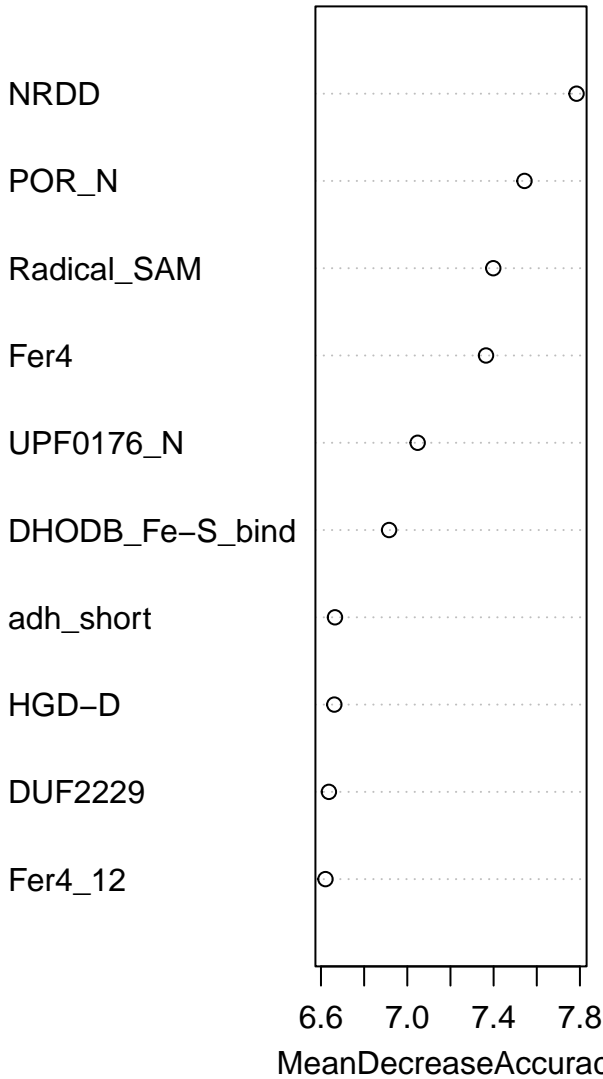 NRDD
POR_N
Radical_SAM
Fer4
UPF0176_N
DHODB_Fe−S_bind
adh_short
HGD−D
DUF2229
Fer4_12
6.6 7.0 7.4 7.8
MeanDecreaseAccurac